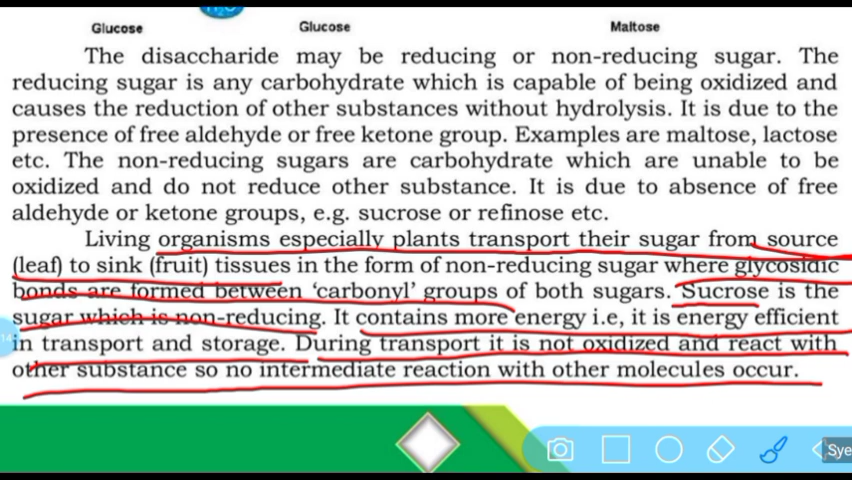 Glucose Glucose Maltose
The disaccharide may be reducing or non-reducing sugar. The
reducing sugar is any carbohydrate which is capable of being oxidized and
causes the reduction of other substances without hydrolysis. It is due to the
presence of free aldehyde or free ketone group. Examples are maltose, lactose
etc. The non-reducing sugars are carbohydrate which are unable to be
oxidized and do not reduce other substance. It is due to absence of free
aldehyde or ketone groups, e.g. sucrose or refinose etc.
Living organisms especially plants transport their sugar from source
(leaf) to sink (fruit) tissues in the form of non-reducing sugar where glycosidic
bonds are formed between ‘carbonyl’ groups of both sugars. Sucrose is the
sugar which is non-reducing. It contains more energy i.e, it is energy efficient
in transport and storage. During transport it is not oxidized and react with
other substance so no intermediate reaction with other molecules occur.
14
Sye